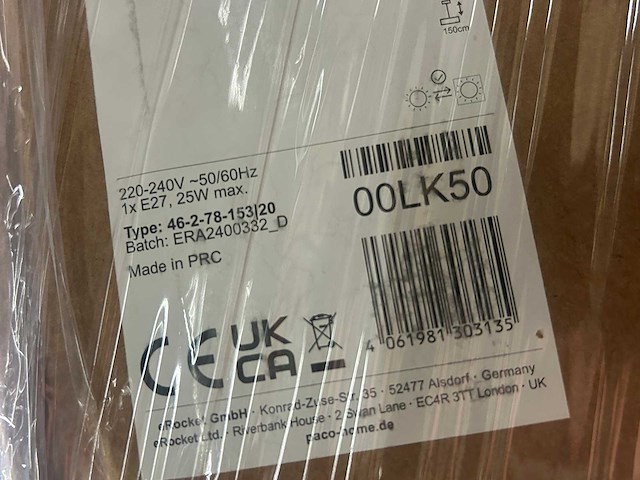 150cm
220-240V ~50/60Hz
1x E27, 25W max.
Type: 46-2-78-153|20
Batch: ERA2400332_D
Made in PRC
00LK50
4 061981 303135
CE UK
CA
eRocket GmbH · Konrad-Zuse-Str. 35 · 52477 Alsdorf · Germany
eRocket Ltd. · Riverbank House · 2 Swan Lane · EC4R 3TT London · UK
paco-home.de